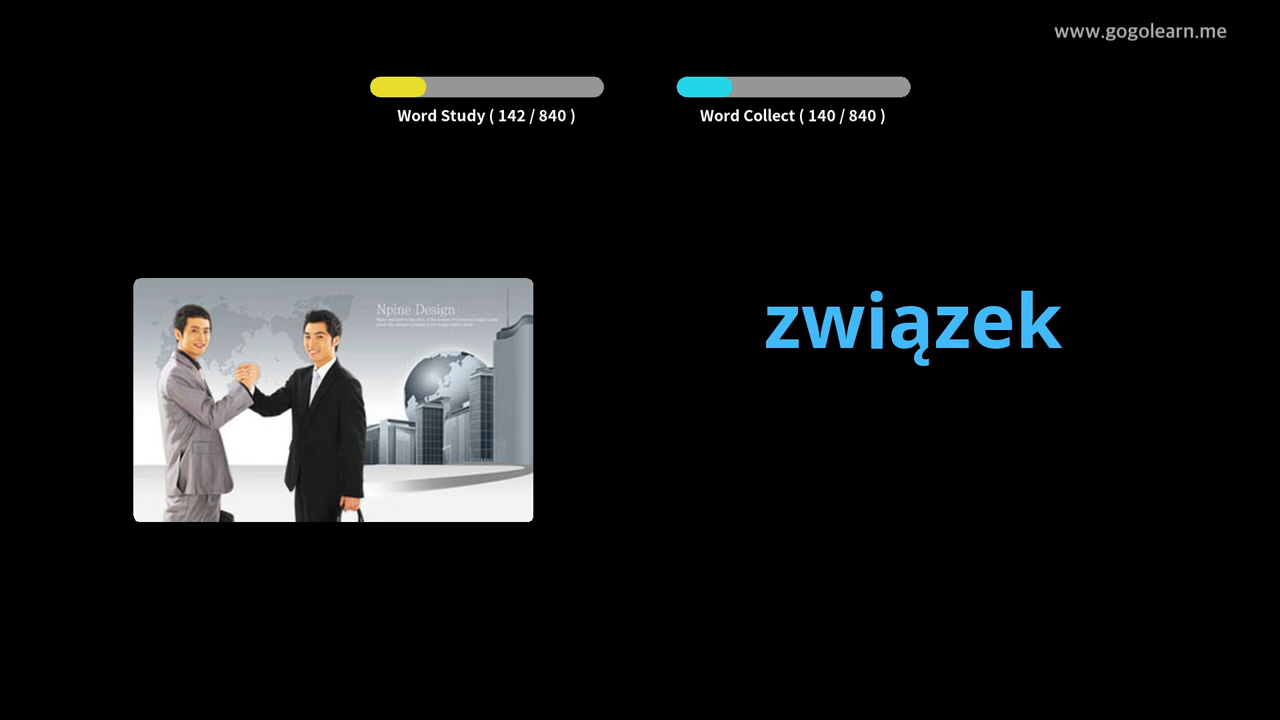 www.gogolearn.me
Word Study ( 142 / 840 )
Word Collect ( 140 / 840 )
Npine Design
związek